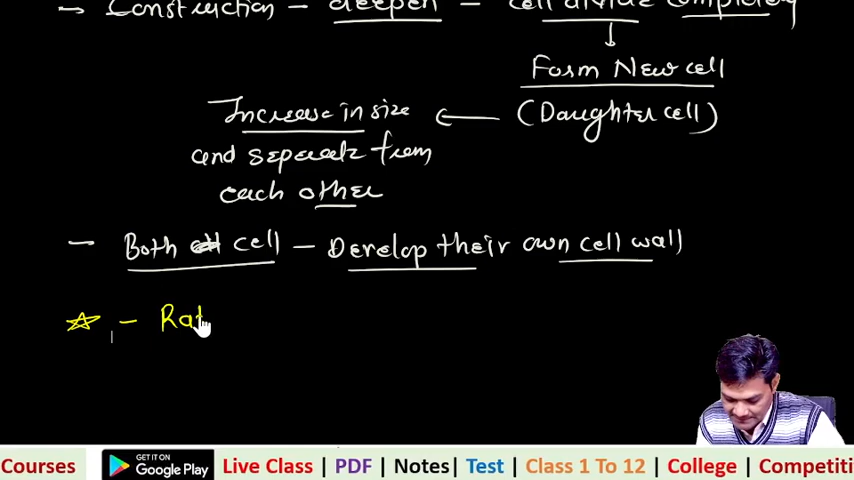 → Construction – deepen – cell divide completely
↓
Form New cell
Increase in size ← (Daughter cell)
and separate from
each other
– Both cell – Develop their own cell wall
☆ – Rat
Courses GET IT ON Google Play Live Class | PDF | Notes| Test | Class 1 To 12 | College | Competiti